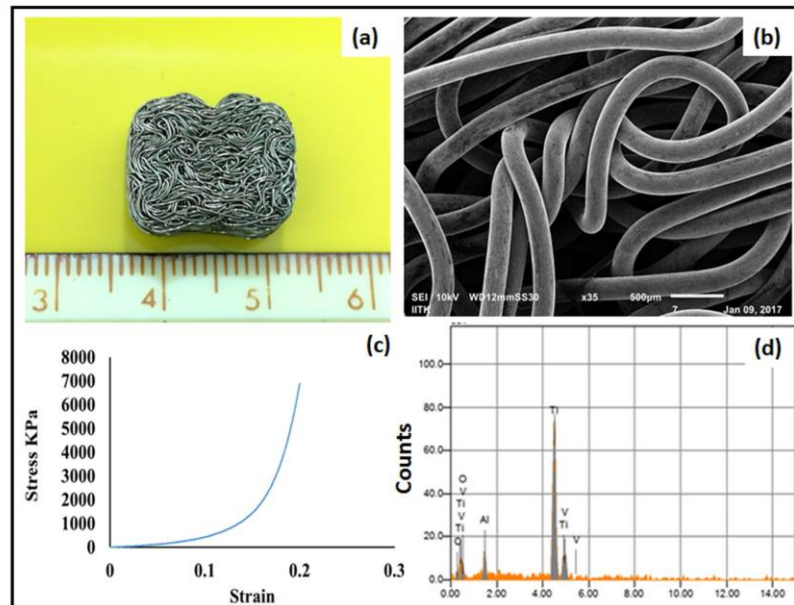 (a)
3 4 5 6
(b)
SEI 10kV WD12mmSS30 x35 500µm
IITK 7 Jan 09, 2017
(c)
8000
7000
6000
5000
4000
3000
2000
1000
0
0 0.1 0.2 0.3
Stress KPa
Strain
(d)
100.0
80.0
60.0
40.0
20.0
0.0
0.00 2.00 4.00 6.00 8.00 10.00 12.00 14.00
Counts
O
V
Ti
V
Ti
O
Al
Ti
V
Ti
V